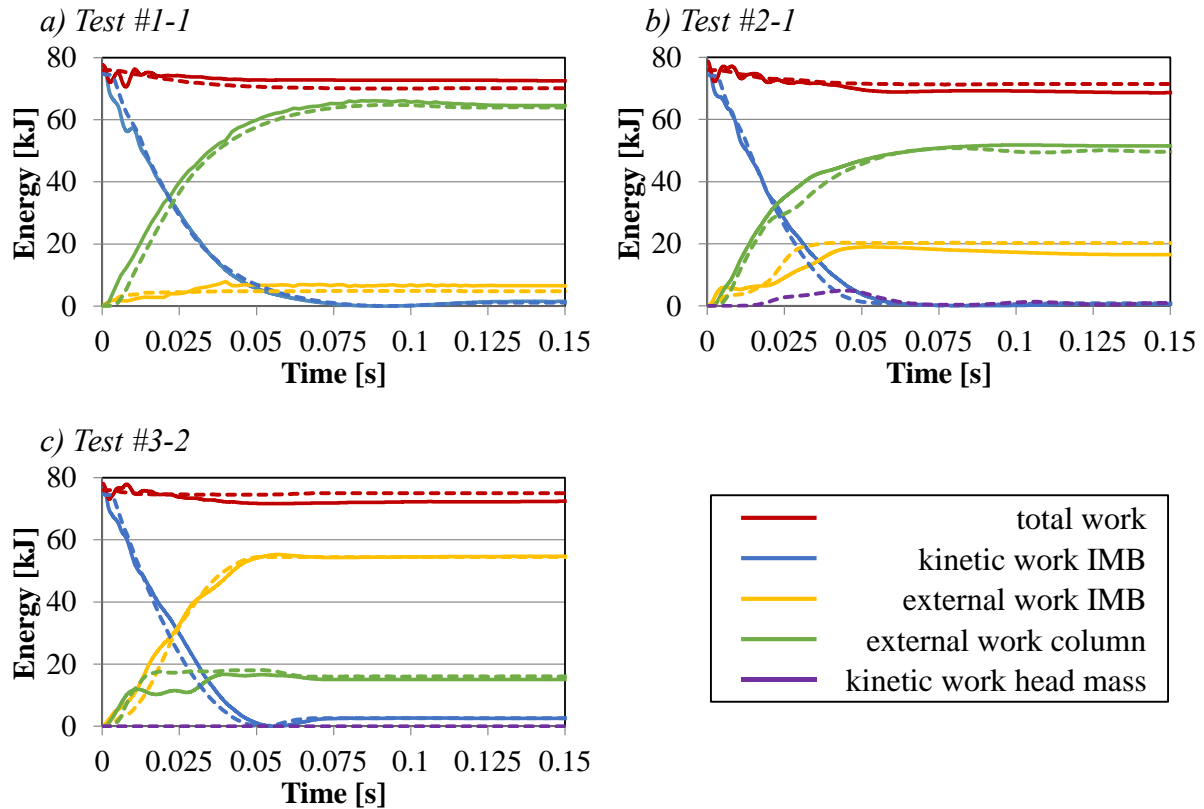 a) Test #1-1
80
60
40
20
0
Energy [kJ]
0 0.025 0.05 0.075 0.1 0.125 0.15
Time [s]
b) Test #2-1
80
60
40
20
0
Energy [kJ]
0 0.025 0.05 0.075 0.1 0.125 0.15
Time [s]
c) Test #3-2
80
60
40
20
0
Energy [kJ]
0 0.025 0.05 0.075 0.1 0.125 0.15
Time [s]
total work
kinetic work IMB
external work IMB
external work column
kinetic work head mass